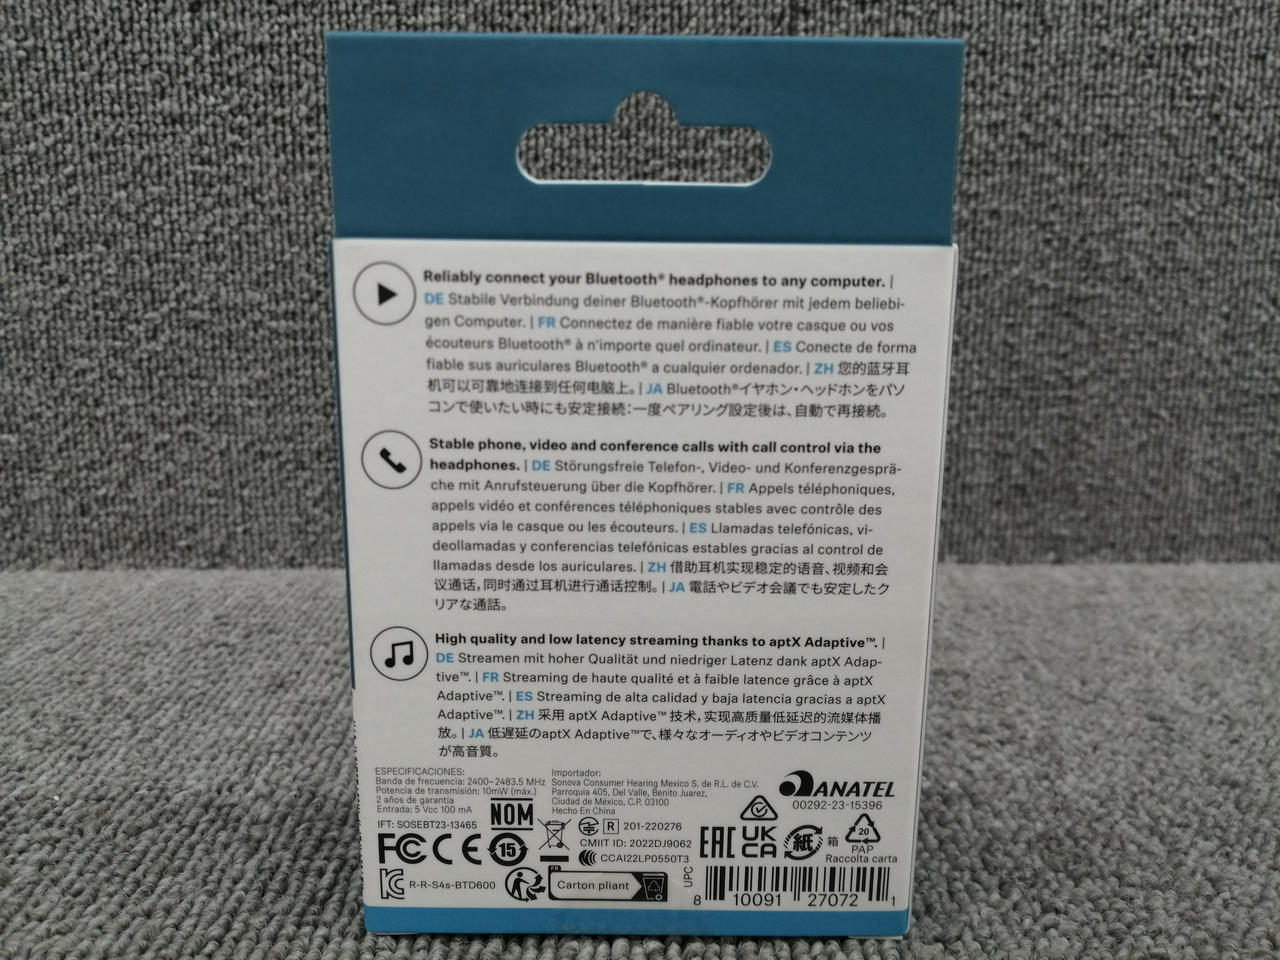 Reliably connect your Bluetooth® headphones to any computer. |
DE Stabile Verbindung deiner Bluetooth®-Kopfhörer mit jedem beliebi-
gen Computer. | FR Connectez de manière fiable votre casque ou vos
écouteurs Bluetooth® à n'importe quel ordinateur. | ES Conecte de forma
fiable sus auriculares Bluetooth® a cualquier ordenador. | ZH 您的蓝牙耳
机可以可靠地连接到任何电脑上。 | JA Bluetooth®イヤホン・ヘッドホンをパソ
コンで使いたい時にも安定接続：一度ペアリング設定後は、自動で再接続。
Stable phone, video and conference calls with call control via the
headphones. | DE Störungsfreie Telefon-, Video- und Konferenzgesprä-
che mit Anrufsteuerung über die Kopfhörer. | FR Appels téléphoniques,
appels vidéo et conférences téléphoniques stables avec contrôle des
appels via le casque ou les écouteurs. | ES Llamadas telefónicas, vi-
deollamadas y conferencias telefónicas estables gracias al control de
llamadas desde los auriculares. | ZH 借助耳机实现稳定的语音、视频和会
议通话，同时通过耳机进行通话控制。 | JA 電話やビデオ会議でも安定したク
リアな通話。
High quality and low latency streaming thanks to aptX Adaptive™. |
DE Streamen mit hoher Qualität und niedriger Latenz dank aptX Adap-
tive™. | FR Streaming de haute qualité et à faible latence grâce à aptX
Adaptive™. | ES Streaming de alta calidad y baja latencia gracias a aptX
Adaptive™. | ZH 采用 aptX Adaptive™ 技术，实现高质量低延迟的流媒体播
放。 | JA 低遅延のaptX Adaptive™で、様々なオーディオやビデオコンテンツ
が高音質。
ESPECIFICACIONES:
Banda de frecuencia: 2400–2483.5 MHz
Potencia de transmisión: 10mW (máx.)
2 años de garantía
Entrada: 5 Vcc 100 mA
IFT: SOSEBT23-13465
NOM
Importador:
Sonova Consumer Hearing Mexico S. de R.L. de C.V.
Parroquia 405, Del Valle, Benito Juarez,
Ciudad de México, C.P. 03100
Hecho En China
ANATEL
00292-23-15396
R 201-220276
CMIIT ID: 2022DJ9062
CCAI22LP0550T3
FC CE 15
EAC UK CA 紙 箱
20
PAP
Raccolta carta
R-R-S4s-BTD600
FR
Carton pliant
UPC
8 10091 27072 1